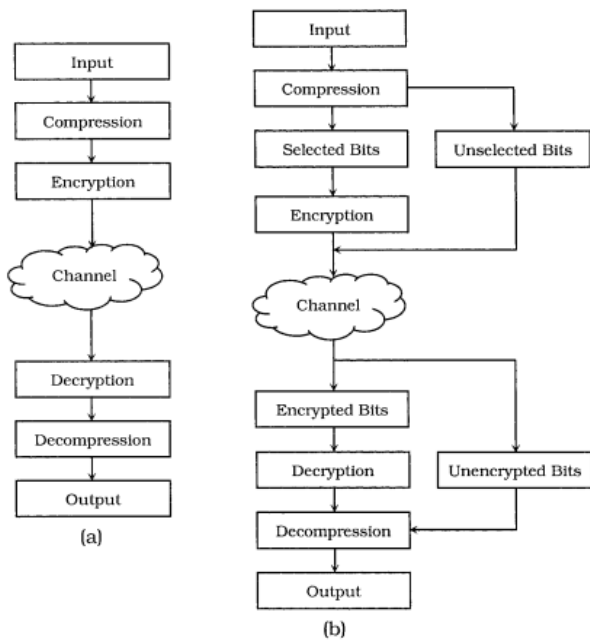 Input
Compression
Encryption
Channel
Decryption
Decompression
Output
(a)
Input
Compression
Selected Bits
Unselected Bits
Encryption
Channel
Encrypted Bits
Decryption
Unencrypted Bits
Decompression
Output
(b)